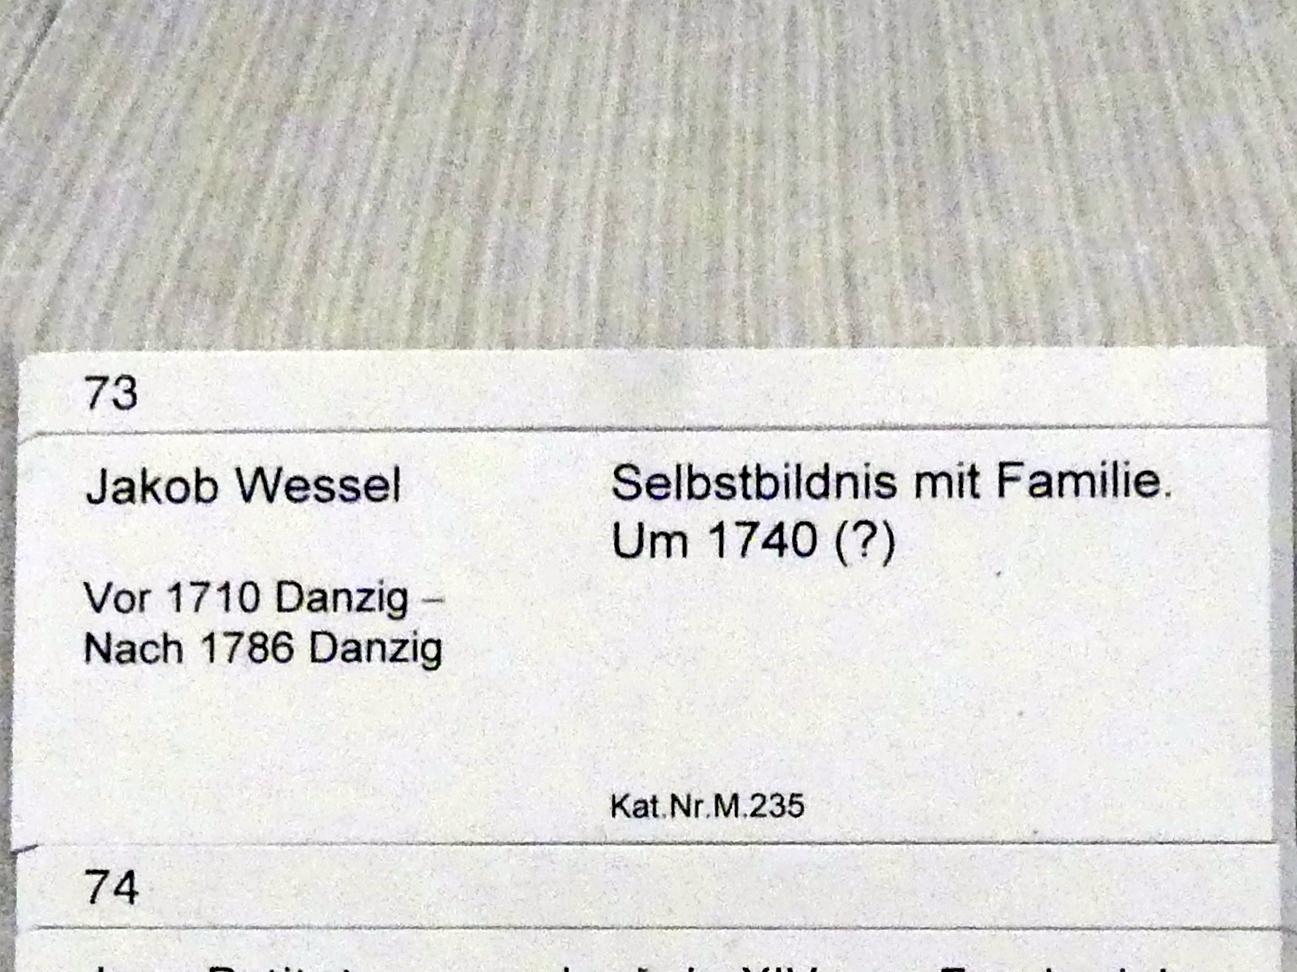 73
Jakob Wessel
Selbstbildnis mit Familie.
Um 1740 (?)
Vor 1710 Danzig –
Nach 1786 Danzig
Kat.Nr.M.235
74